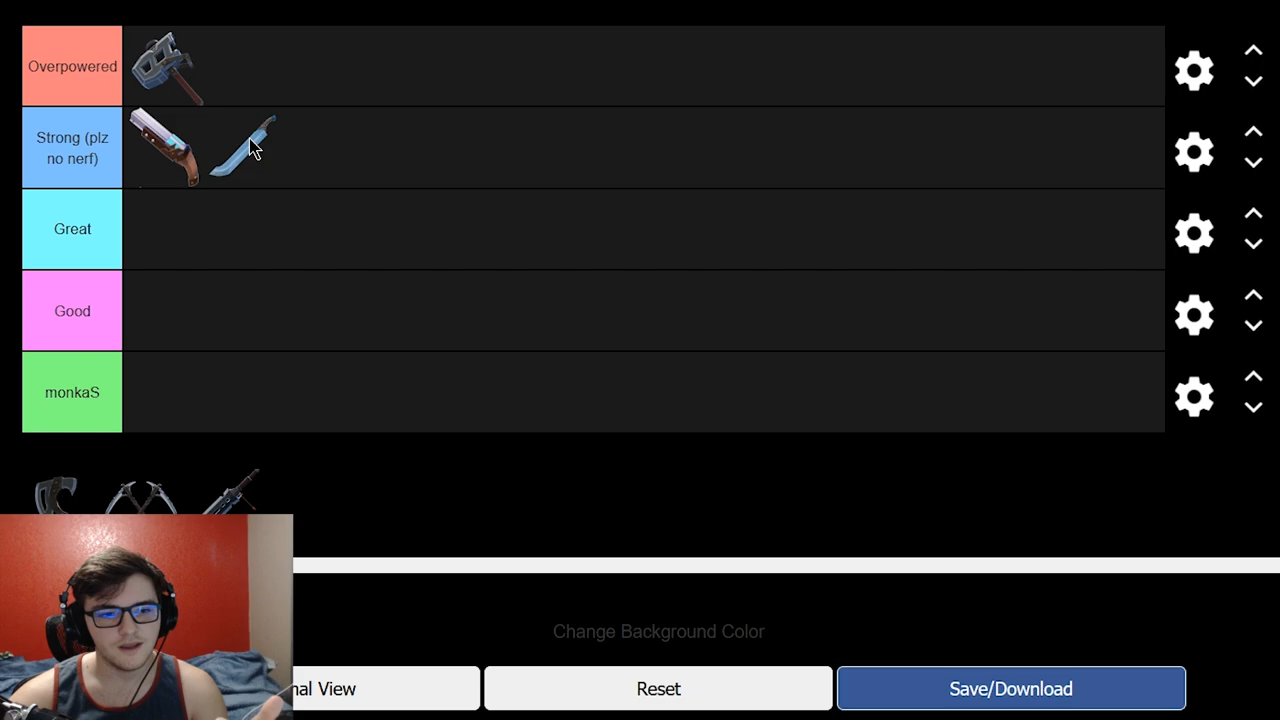 Overpowered
Strong (plz
no nerf)
Great
Good
monkaS
Change Background Color
nal View
Reset
Save/Download